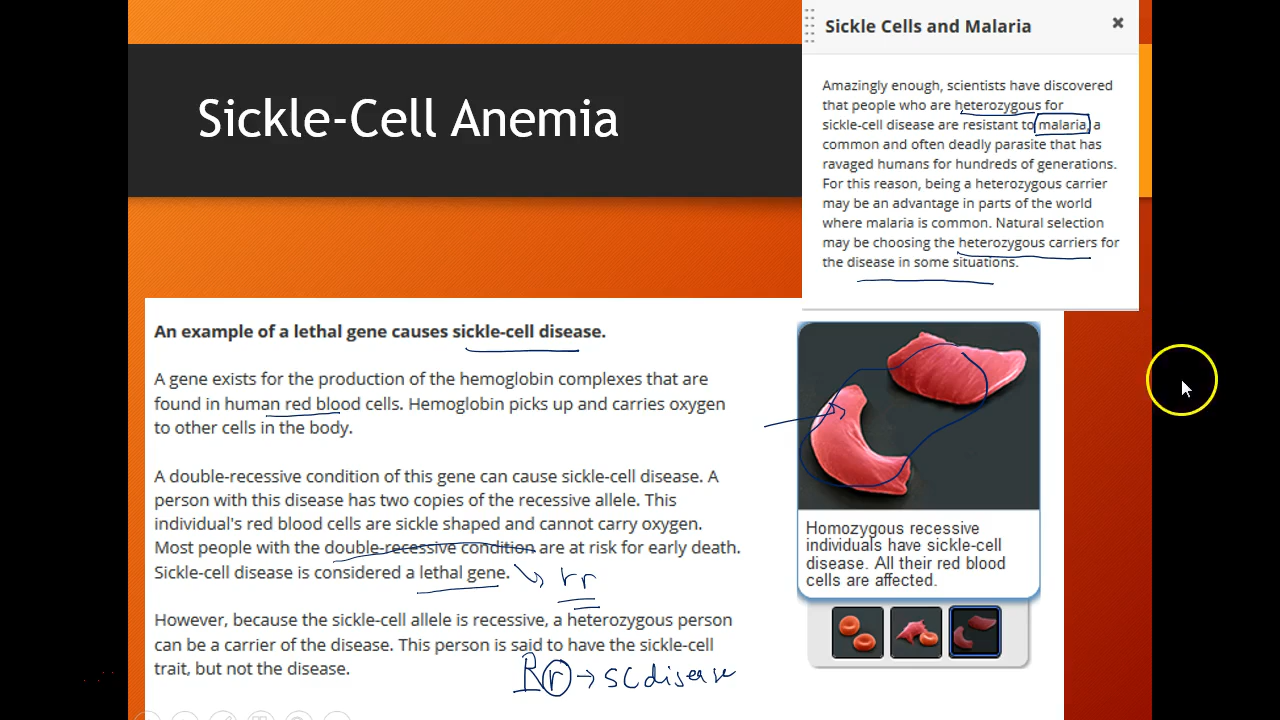 Sickle-Cell Anemia
Sickle Cells and Malaria
Amazingly enough, scientists have discovered
that people who are heterozygous for
sickle-cell disease are resistant to malaria, a
common and often deadly parasite that has
ravaged humans for hundreds of generations.
For this reason, being a heterozygous carrier
may be an advantage in parts of the world
where malaria is common. Natural selection
may be choosing the heterozygous carriers for
the disease in some situations.
An example of a lethal gene causes sickle-cell disease.
A gene exists for the production of the hemoglobin complexes that are
found in human red blood cells. Hemoglobin picks up and carries oxygen
to other cells in the body.
A double-recessive condition of this gene can cause sickle-cell disease. A
person with this disease has two copies of the recessive allele. This
individual's red blood cells are sickle shaped and cannot carry oxygen.
Most people with the double-recessive condition are at risk for early death.
Sickle-cell disease is considered a lethal gene.
rr
However, because the sickle-cell allele is recessive, a heterozygous person
can be a carrier of the disease. This person is said to have the sickle-cell
trait, but not the disease.
Rr → SC disease
Homozygous recessive
individuals have sickle-cell
disease. All their red blood
cells are affected.